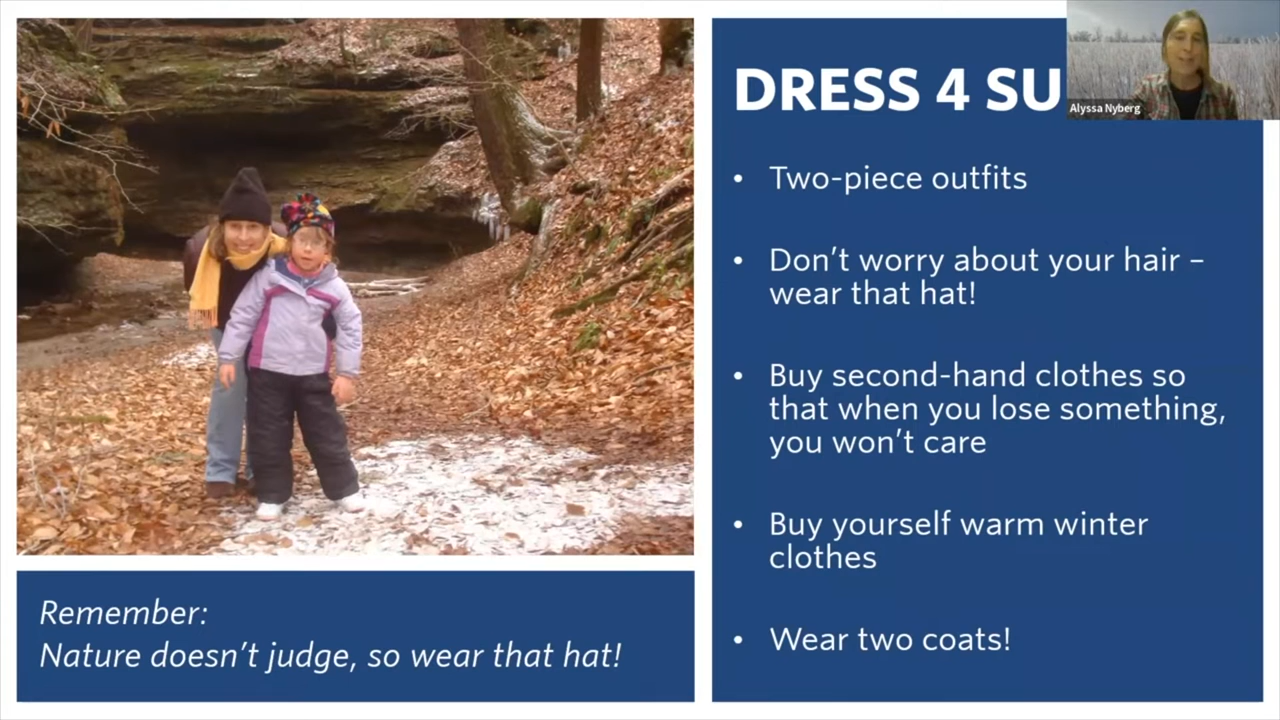 DRESS 4 SU
Alyssa Nyberg
• Two-piece outfits
• Don’t worry about your hair –
wear that hat!
• Buy second-hand clothes so
that when you lose something,
you won’t care
• Buy yourself warm winter
clothes
• Wear two coats!
Remember:
Nature doesn’t judge, so wear that hat!